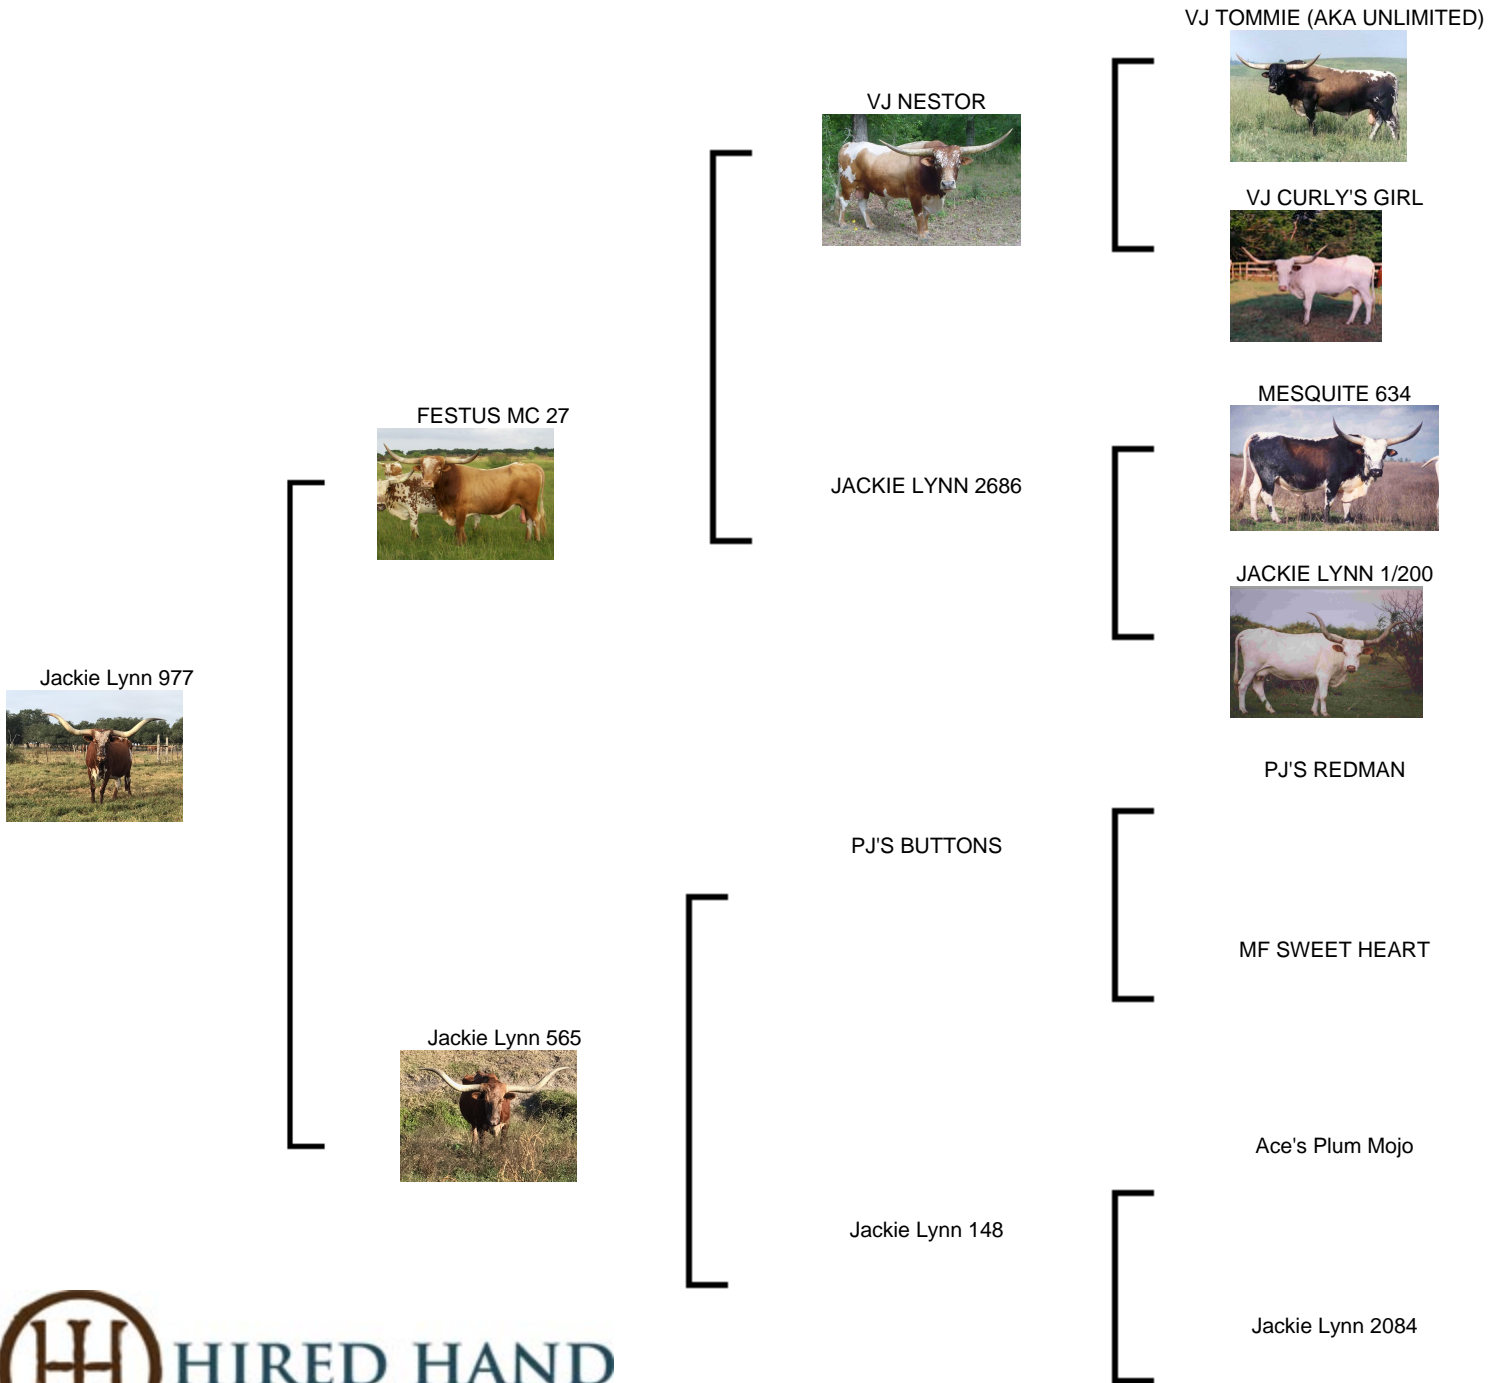 VJ TOMMIE (AKA UNLIMITED)
VJ NESTOR
VJ CURLY'S GIRL
MESQUITE 634
FESTUS MC 27
JACKIE LYNN 2686
JACKIE LYNN 1/200
Jackie Lynn 977
PJ'S REDMAN
PJ'S BUTTONS
MF SWEET HEART
Jackie Lynn 565
Ace's Plum Mojo
Jackie Lynn 148
Jackie Lynn 2084
HH HIRED HAND